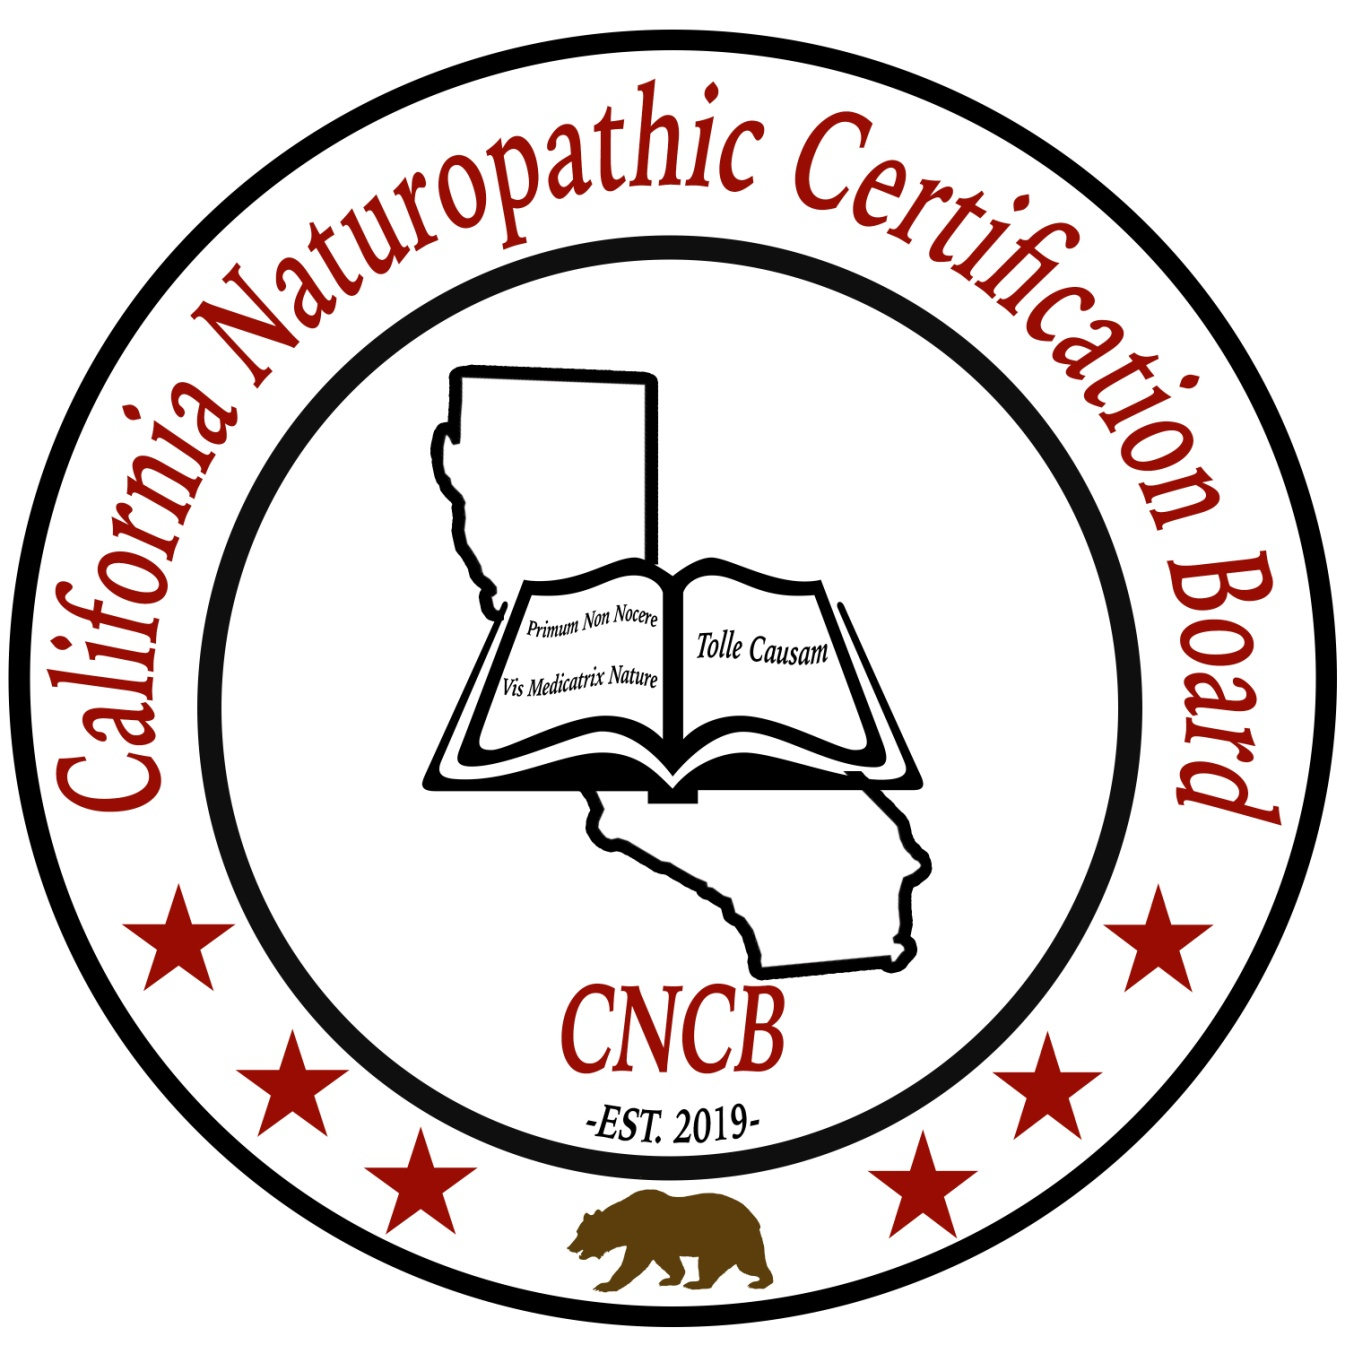 California Naturopathic Certification Board
Primum Non Nocere
Vis Medicatrix Nature
Tolle Causam
CNCB
-EST. 2019-